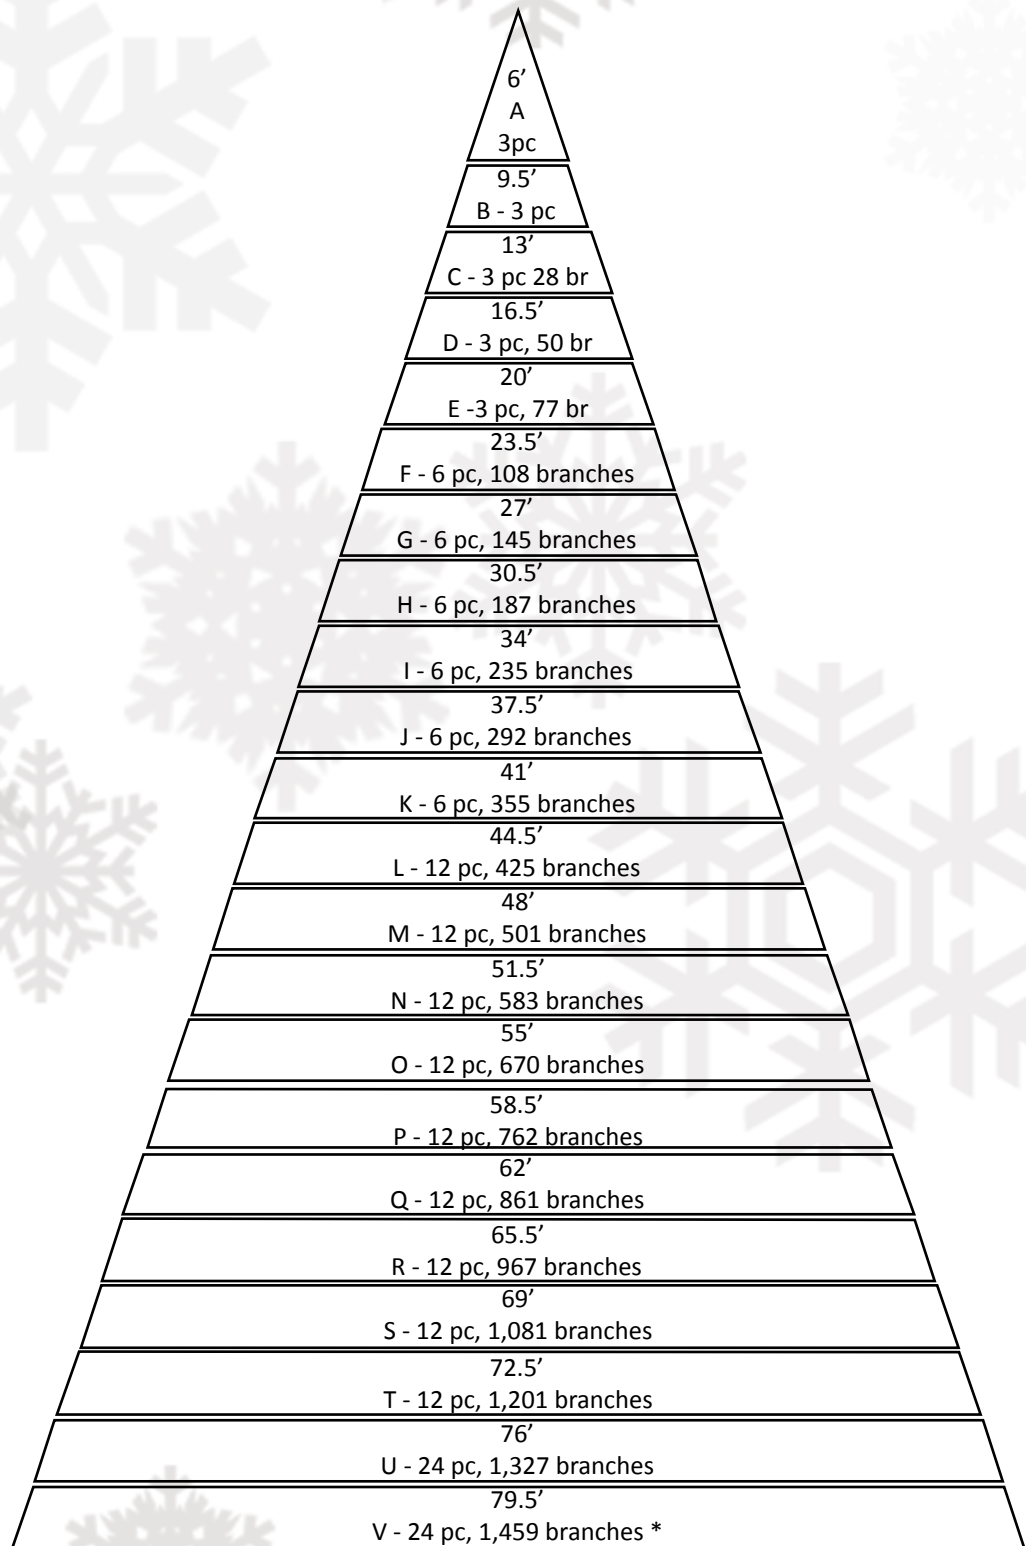 6’
A
3pc
9.5’
B - 3 pc
13’
C - 3 pc 28 br
16.5’
D - 3 pc, 50 br
20’
E -3 pc, 77 br
23.5’
F - 6 pc, 108 branches
27’
G - 6 pc, 145 branches
30.5’
H - 6 pc, 187 branches
34’
I - 6 pc, 235 branches
37.5’
J - 6 pc, 292 branches
41’
K - 6 pc, 355 branches
44.5’
L - 12 pc, 425 branches
48’
M - 12 pc, 501 branches
51.5’
N - 12 pc, 583 branches
55’
O - 12 pc, 670 branches
58.5’
P - 12 pc, 762 branches
62’
Q - 12 pc, 861 branches
65.5’
R - 12 pc, 967 branches
69’
S - 12 pc, 1,081 branches
72.5’
T - 12 pc, 1,201 branches
76’
U - 24 pc, 1,327 branches
79.5’
V - 24 pc, 1,459 branches *